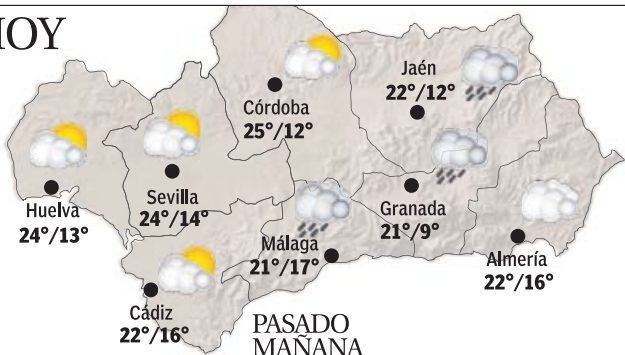 HOY
Jaén
22°/12°
Córdoba
25°/12°
Huelva
24°/13°
Sevilla
24°/14°
Granada
21°/9°
Málaga
21°/17°
Almería
22°/16°
Cádiz
22°/16°
PASADO
MAÑANA